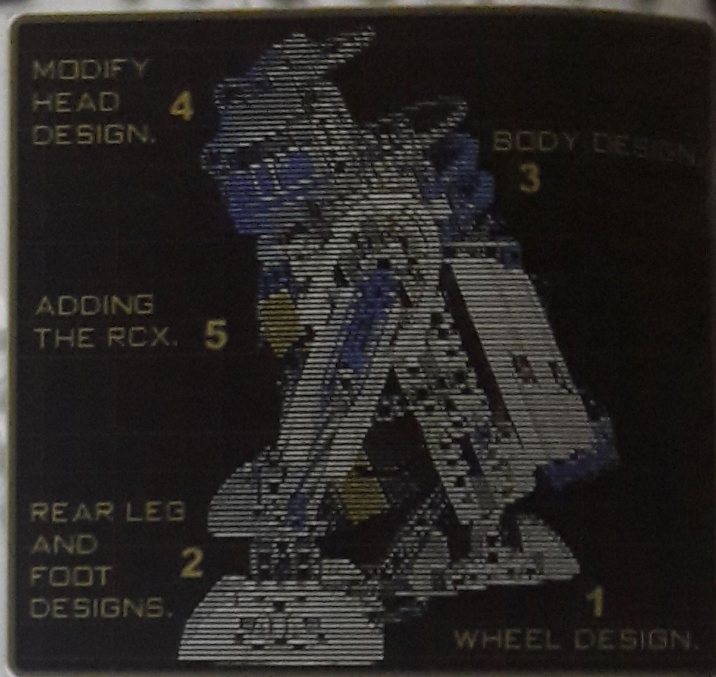 MODIFY
HEAD 4
DESIGN.
BODY DESIGN
3
ADDING
THE RCX. 5
REAR LEG
AND
2
FOOT
DESIGNS.
1
WHEEL DESIGN.